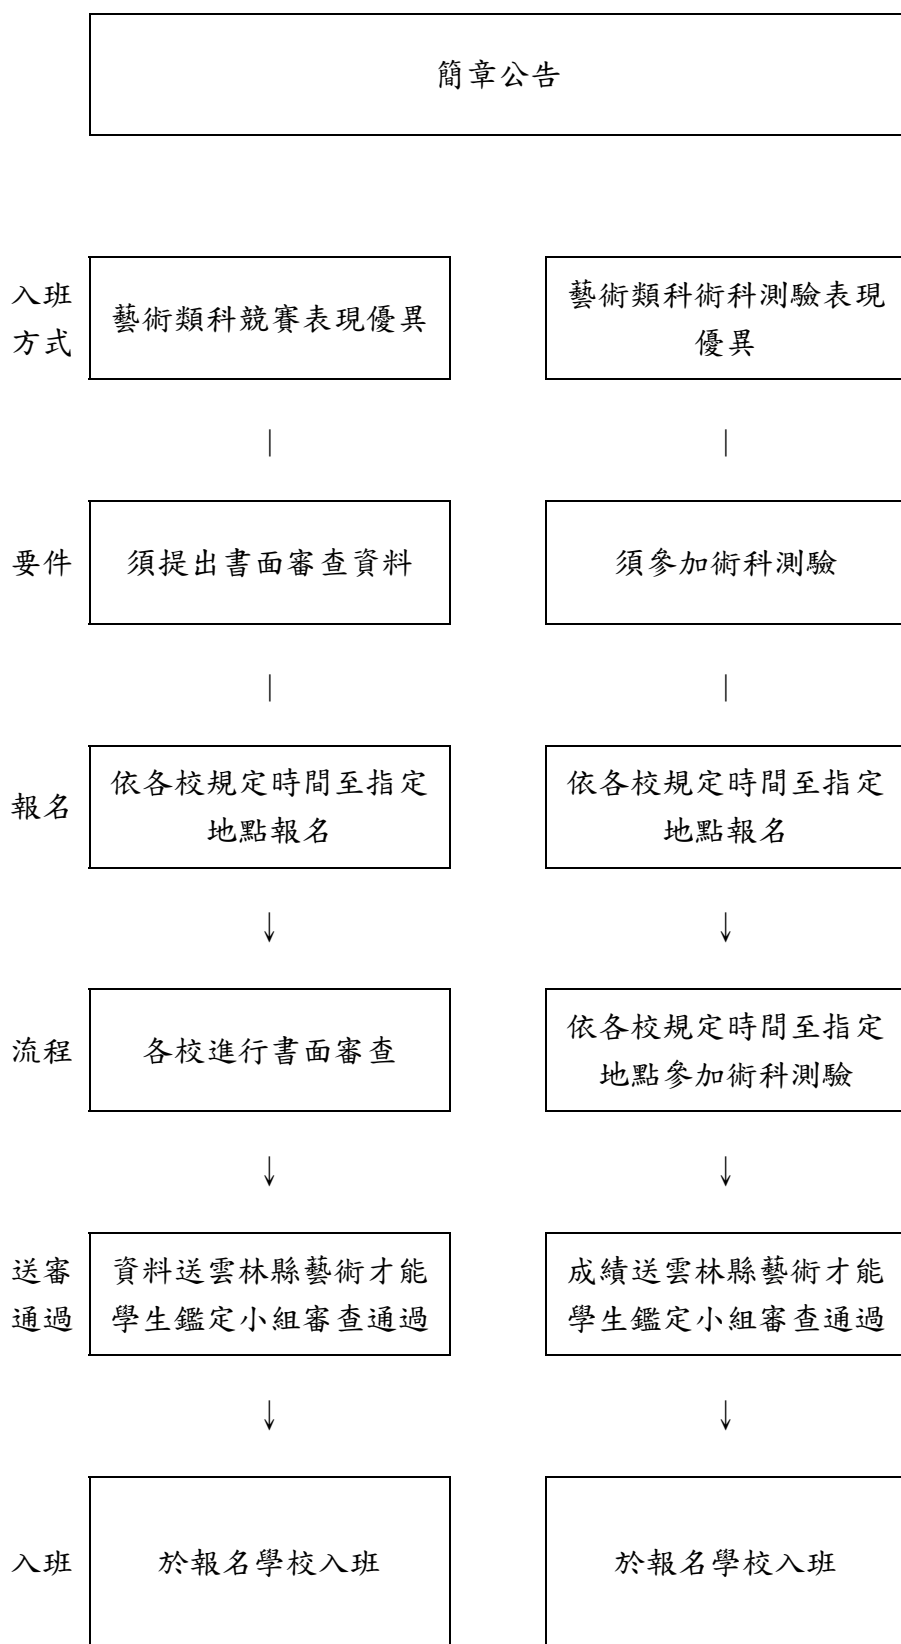 簡章公告
入班
方式
藝術類科競賽表現優異
藝術類科術科測驗表現
優異
|
|
要件
須提出書面審查資料
須參加術科測驗
|
|
報名
依各校規定時間至指定
地點報名
依各校規定時間至指定
地點報名
↓
↓
流程
各校進行書面審查
依各校規定時間至指定
地點參加術科測驗
↓
↓
送審
通過
資料送雲林縣藝術才能
學生鑑定小組審查通過
成績送雲林縣藝術才能
學生鑑定小組審查通過
↓
↓
入班
於報名學校入班
於報名學校入班